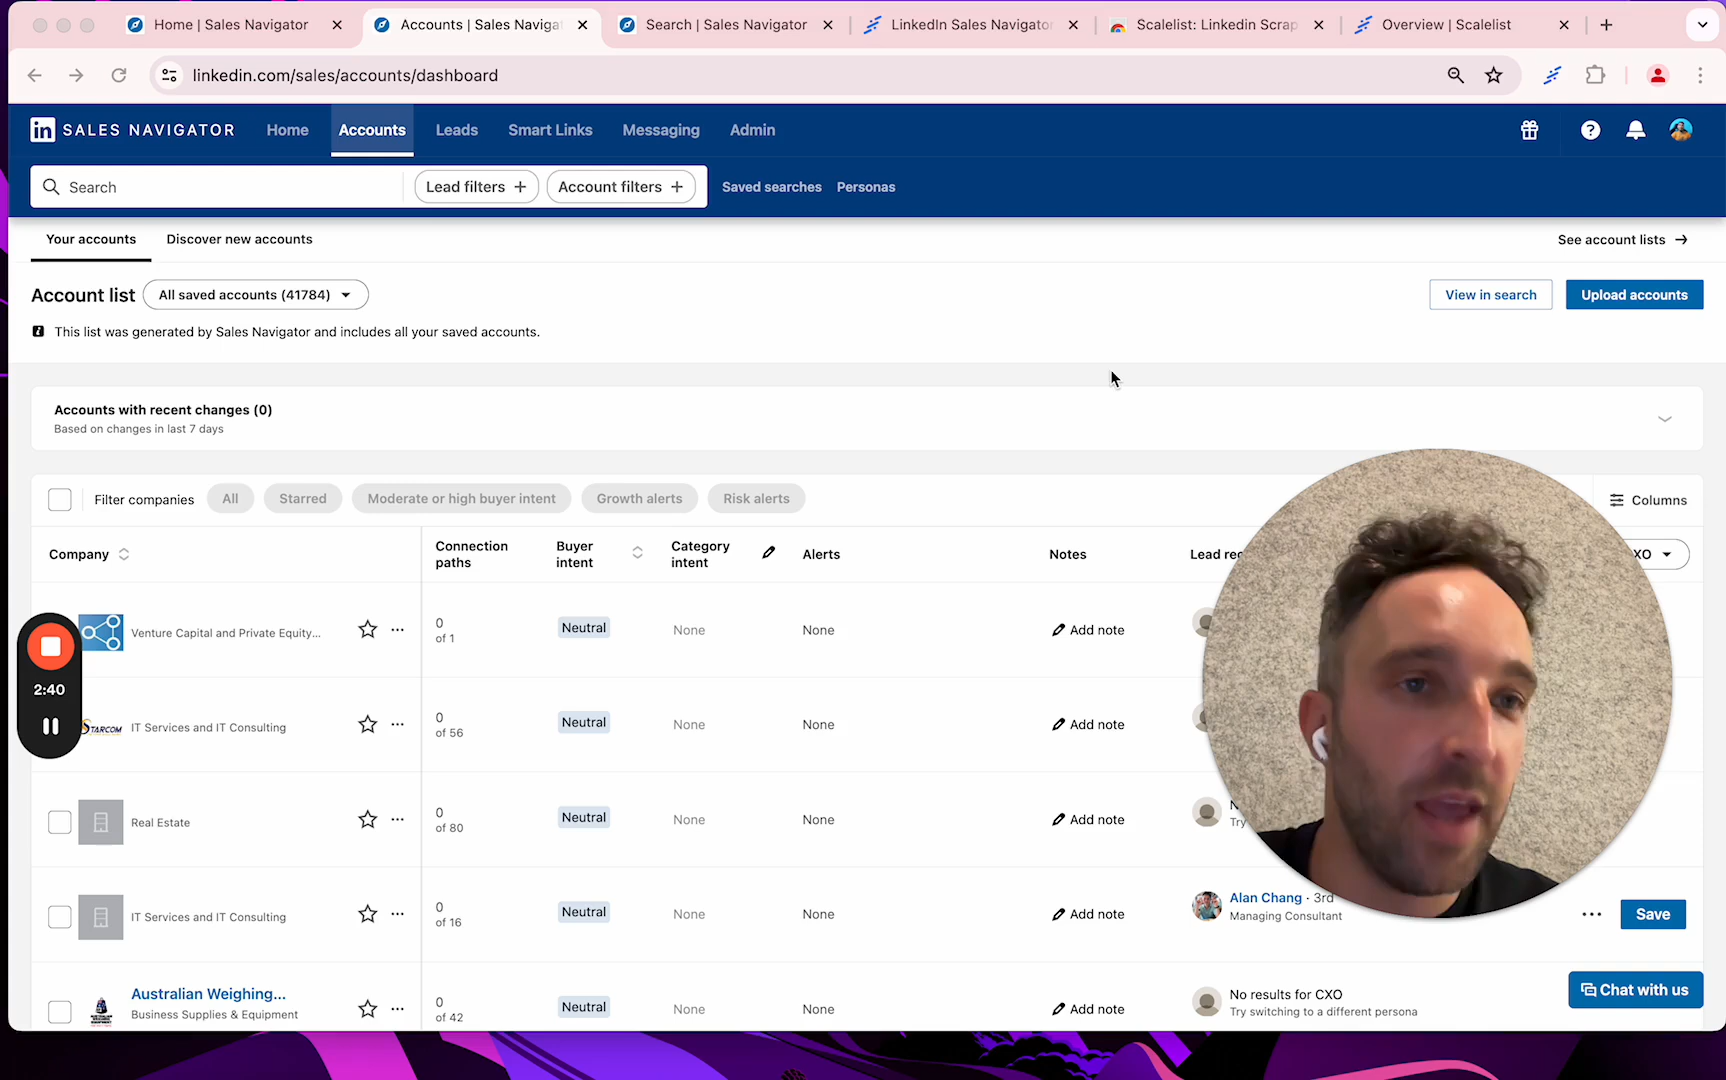 Home | Sales Navigator
Accounts | Sales Navigat
Search | Sales Navigator
LinkedIn Sales Navigator
Scalelist: Linkedin Scrap
Overview | Scalelist
linkedin.com/sales/accounts/dashboard
in SALES NAVIGATOR
Home
Accounts
Leads
Smart Links
Messaging
Admin
Search
Lead filters +
Account filters +
Saved searches
Personas
Your accounts
Discover new accounts
See account lists →
Account list
All saved accounts (41784)
View in search
Upload accounts
This list was generated by Sales Navigator and includes all your saved accounts.
Accounts with recent changes (0)
Based on changes in last 7 days
Filter companies
All
Starred
Moderate or high buyer intent
Growth alerts
Risk alerts
Columns
Company
Connection paths
Buyer intent
Category intent
Alerts
Notes
Lead rec
XO
Venture Capital and Private Equity...
0
of 1
Neutral
None
None
Add note
2:40
STARCOM
IT Services and IT Consulting
0
of 56
Neutral
None
None
Add note
Real Estate
0
of 80
Neutral
None
None
Add note
N
Try
IT Services and IT Consulting
0
of 16
Neutral
None
None
Add note
Alan Chang · 3rd
Managing Consultant
Save
Australian Weighing...
Business Supplies & Equipment
0
of 42
Neutral
None
None
Add note
No results for CXO
Try switching to a different persona
Chat with us